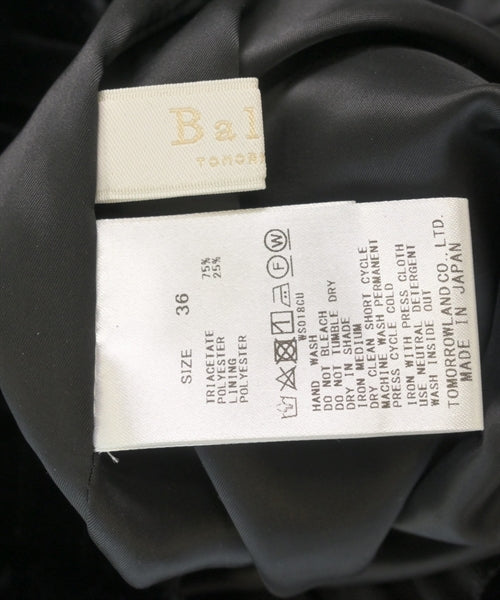 Bal
TOMOR
SIZE 36
TRIACETATE 75%
POLYESTER 25%
LINING
POLYESTER
WS018CU
HAND WASH
DO NOT BLEACH
DO NOT TUMBLE DRY
DRY IN SHADE
IRON MEDIUM
DRY CLEAN SHORT CYCLE
MACHINE WASH PERMANENT
PRESS CYCLE COLD
IRON WITH PRESS CLOTH
USE NEUTRAL DETERGENT
WASH INSIDE OUT
TOMORROWLAND CO., LTD.
MADE IN JAPAN